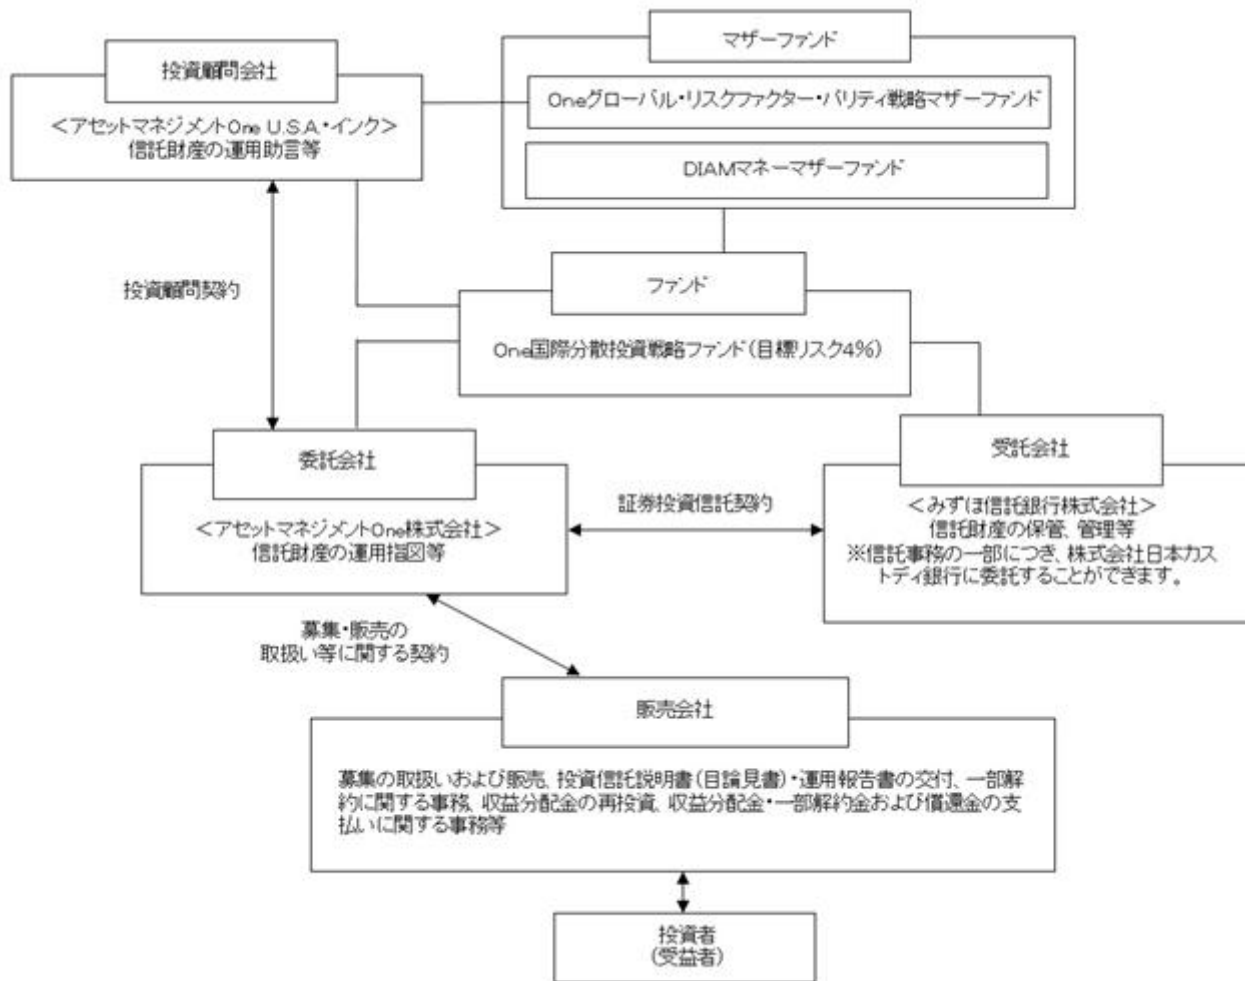 マザーファンド
投資顧問会社
Oneグローバル・リスクファクター・パリティ戦略マザーファンド
＜アセットマネジメントOne U.S.A.・インク＞
信託財産の運用助言等
DIAMマネーマザーファンド
投資顧問契約
ファンド
One国際分散投資戦略ファンド（目標リスク4％）
委託会社
＜アセットマネジメントOne株式会社＞
信託財産の運用指図等
証券投資信託契約
受託会社
＜みずほ信託銀行株式会社＞
信託財産の保管、管理等
※信託事務の一部につき、株式会社日本カス
トディ銀行に委託することができます。
募集・販売の
取扱い等に関する契約
販売会社
募集の取扱いおよび販売、投資信託説明書（目論見書）・運用報告書の交付、一部解
約に関する事務、収益分配金の再投資、収益分配金・一部解約金および償還金の支
払いに関する事務等
投資者
（受益者）